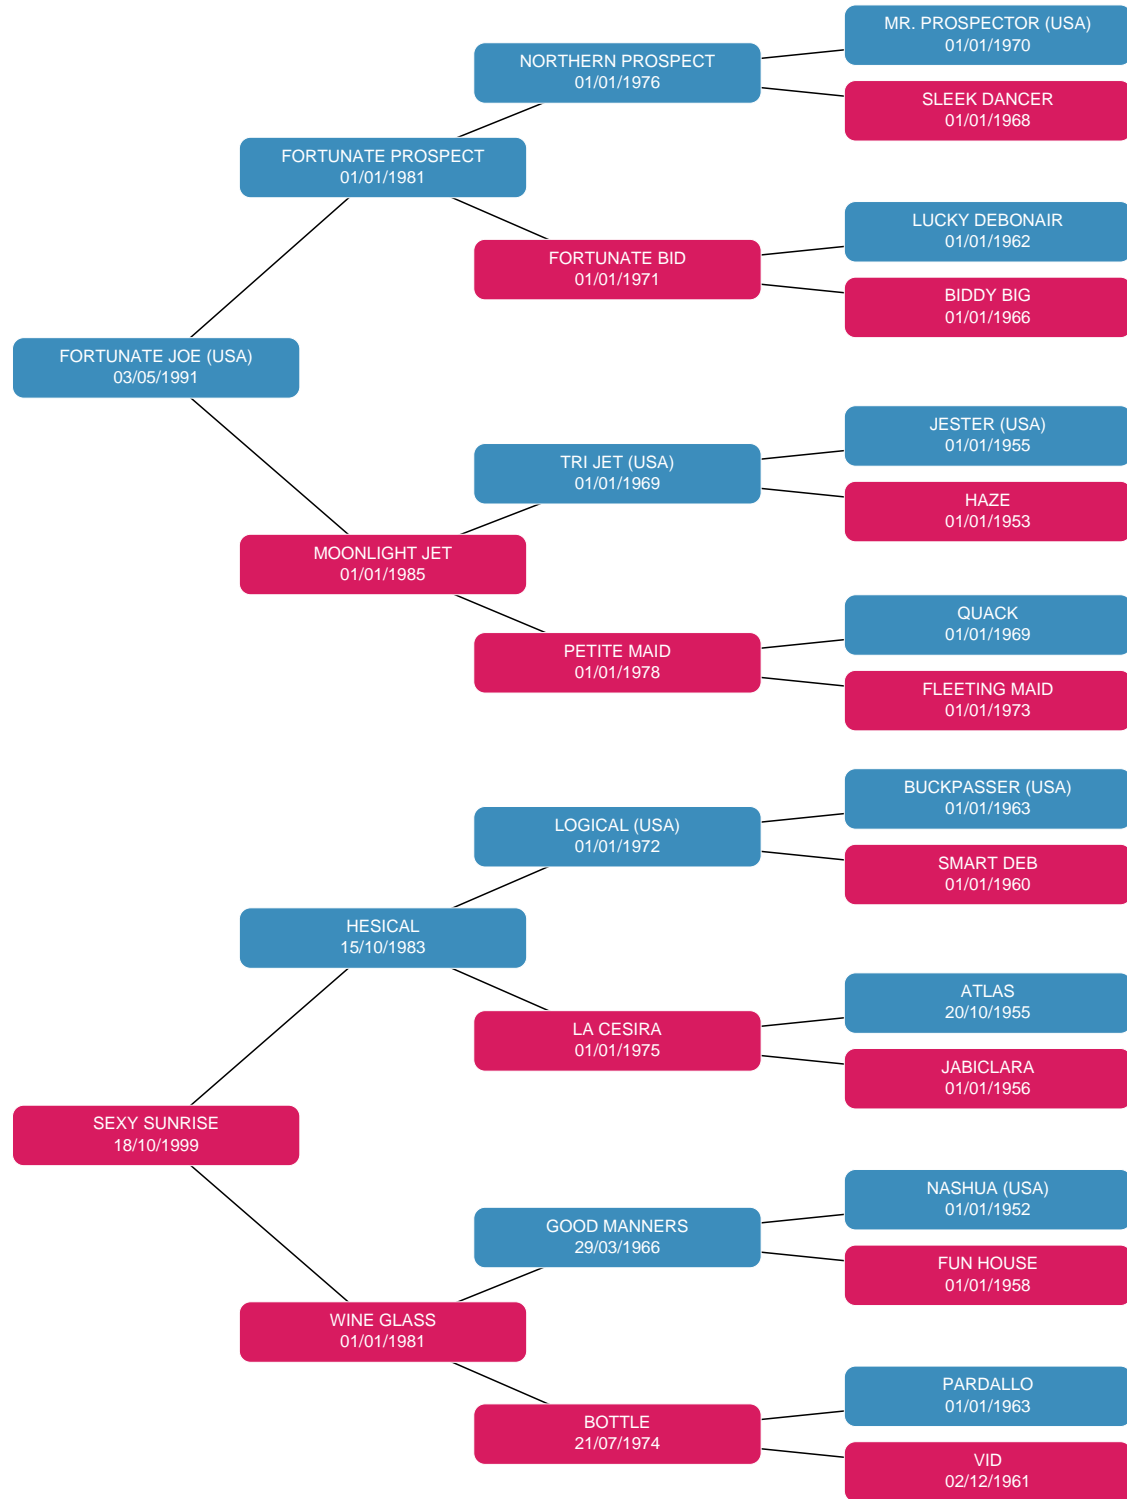 MR. PROSPECTOR (USA)
01/01/1970
NORTHERN PROSPECT
01/01/1976
SLEEK DANCER
01/01/1968
FORTUNATE PROSPECT
01/01/1981
LUCKY DEBONAIR
01/01/1962
FORTUNATE BID
01/01/1971
BIDDY BIG
01/01/1966
FORTUNATE JOE (USA)
03/05/1991
JESTER (USA)
01/01/1955
TRI JET (USA)
01/01/1969
HAZE
01/01/1953
MOONLIGHT JET
01/01/1985
QUACK
01/01/1969
PETITE MAID
01/01/1978
FLEETING MAID
01/01/1973
BUCKPASSER (USA)
01/01/1963
LOGICAL (USA)
01/01/1972
SMART DEB
01/01/1960
HESICAL
15/10/1983
ATLAS
20/10/1955
LA CESIRA
01/01/1975
JABICLARA
01/01/1956
SEXY SUNRISE
18/10/1999
NASHUA (USA)
01/01/1952
GOOD MANNERS
29/03/1966
FUN HOUSE
01/01/1958
WINE GLASS
01/01/1981
PARDALLO
01/01/1963
BOTTLE
21/07/1974
VID
02/12/1961